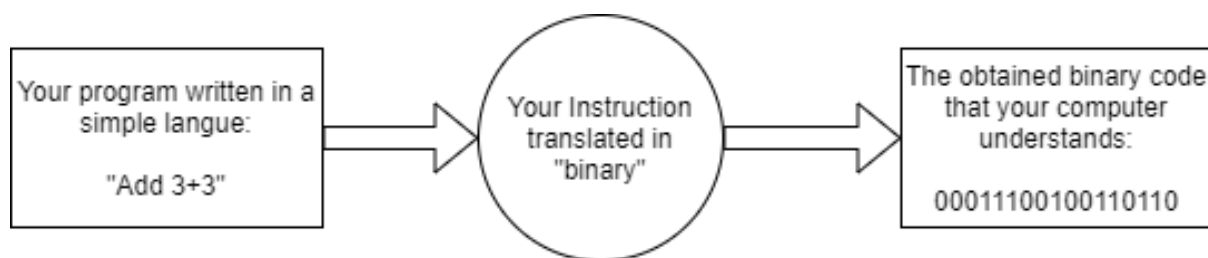 Your program written in a
simple langue:
"Add 3+3"
Your Instruction
translated in
"binary"
The obtained binary code
that your computer
understands:
00011100100110110